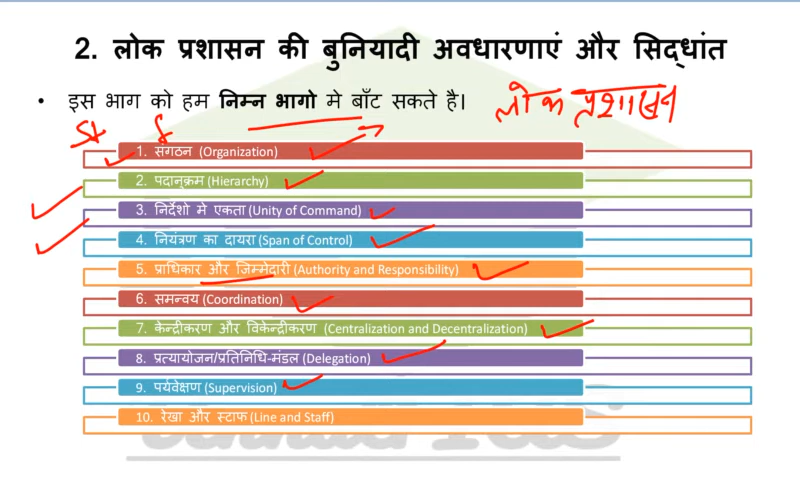 2. लोक प्रशासन की बुनियादी अवधारणाएं और सिद्धांत
• इस भाग को हम निम्न भागो मे बाँट सकते है।
लोक प्रशासन
1. संगठन (Organization)
2. पदानुक्रम (Hierarchy)
3. निर्देशो मे एकता (Unity of Command)
4. नियंत्रण का दायरा (Span of Control)
5. प्राधिकार और जिम्मेदारी (Authority and Responsibility)
6. समन्वय (Coordination)
7. केन्द्रीकरण और विकेन्द्रीकरण (Centralization and Decentralization)
8. प्रत्यायोजन/प्रतिनिधि-मंडल (Delegation)
9. पर्यवेक्षण (Supervision)
10. रेखा और स्टाफ (Line and Staff)